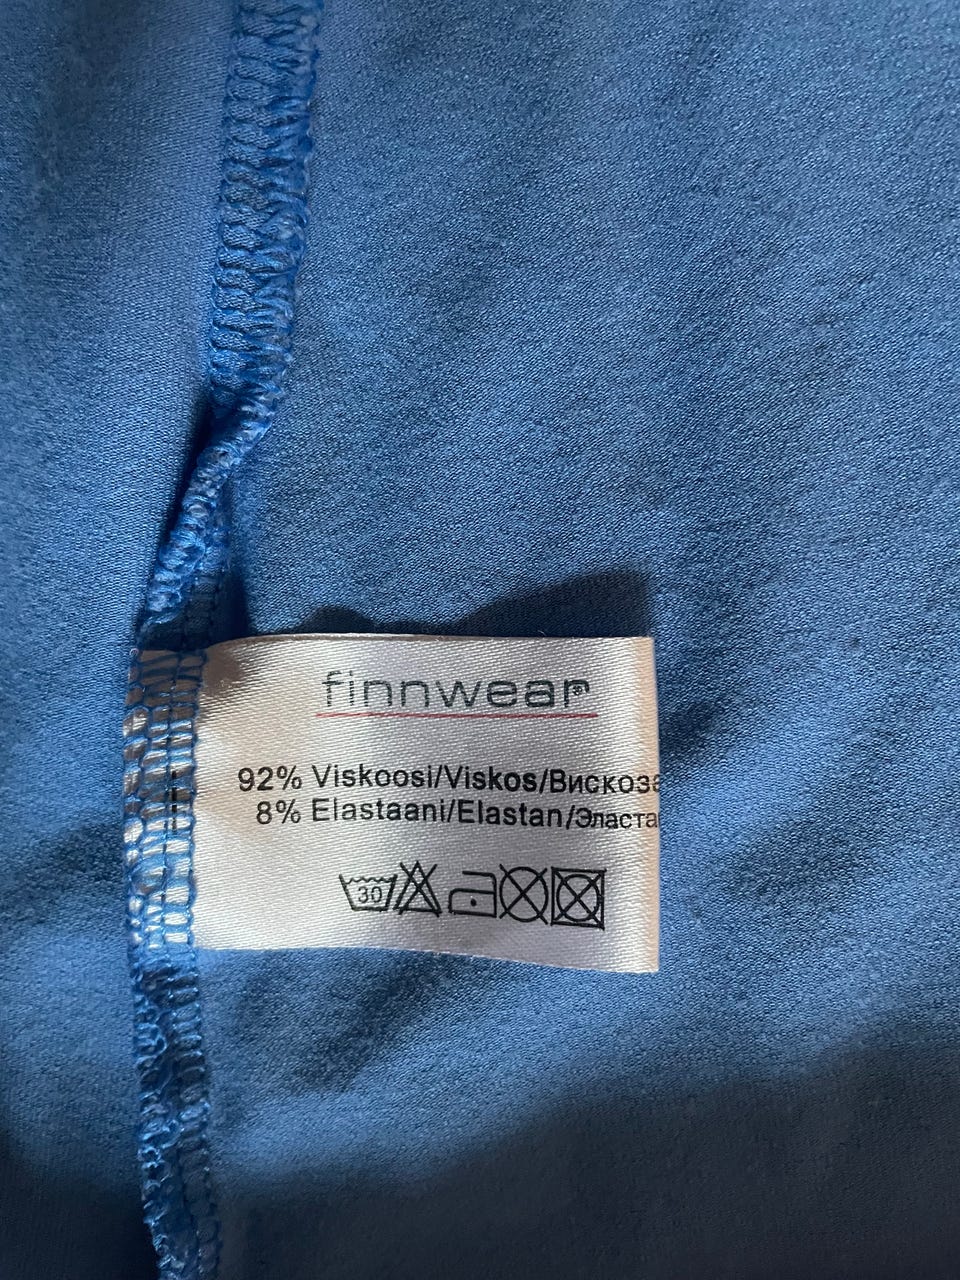 finnwear®
92% Viskoosi/Viskos/Вискоза
8% Elastaani/Elastan/Эласта
30